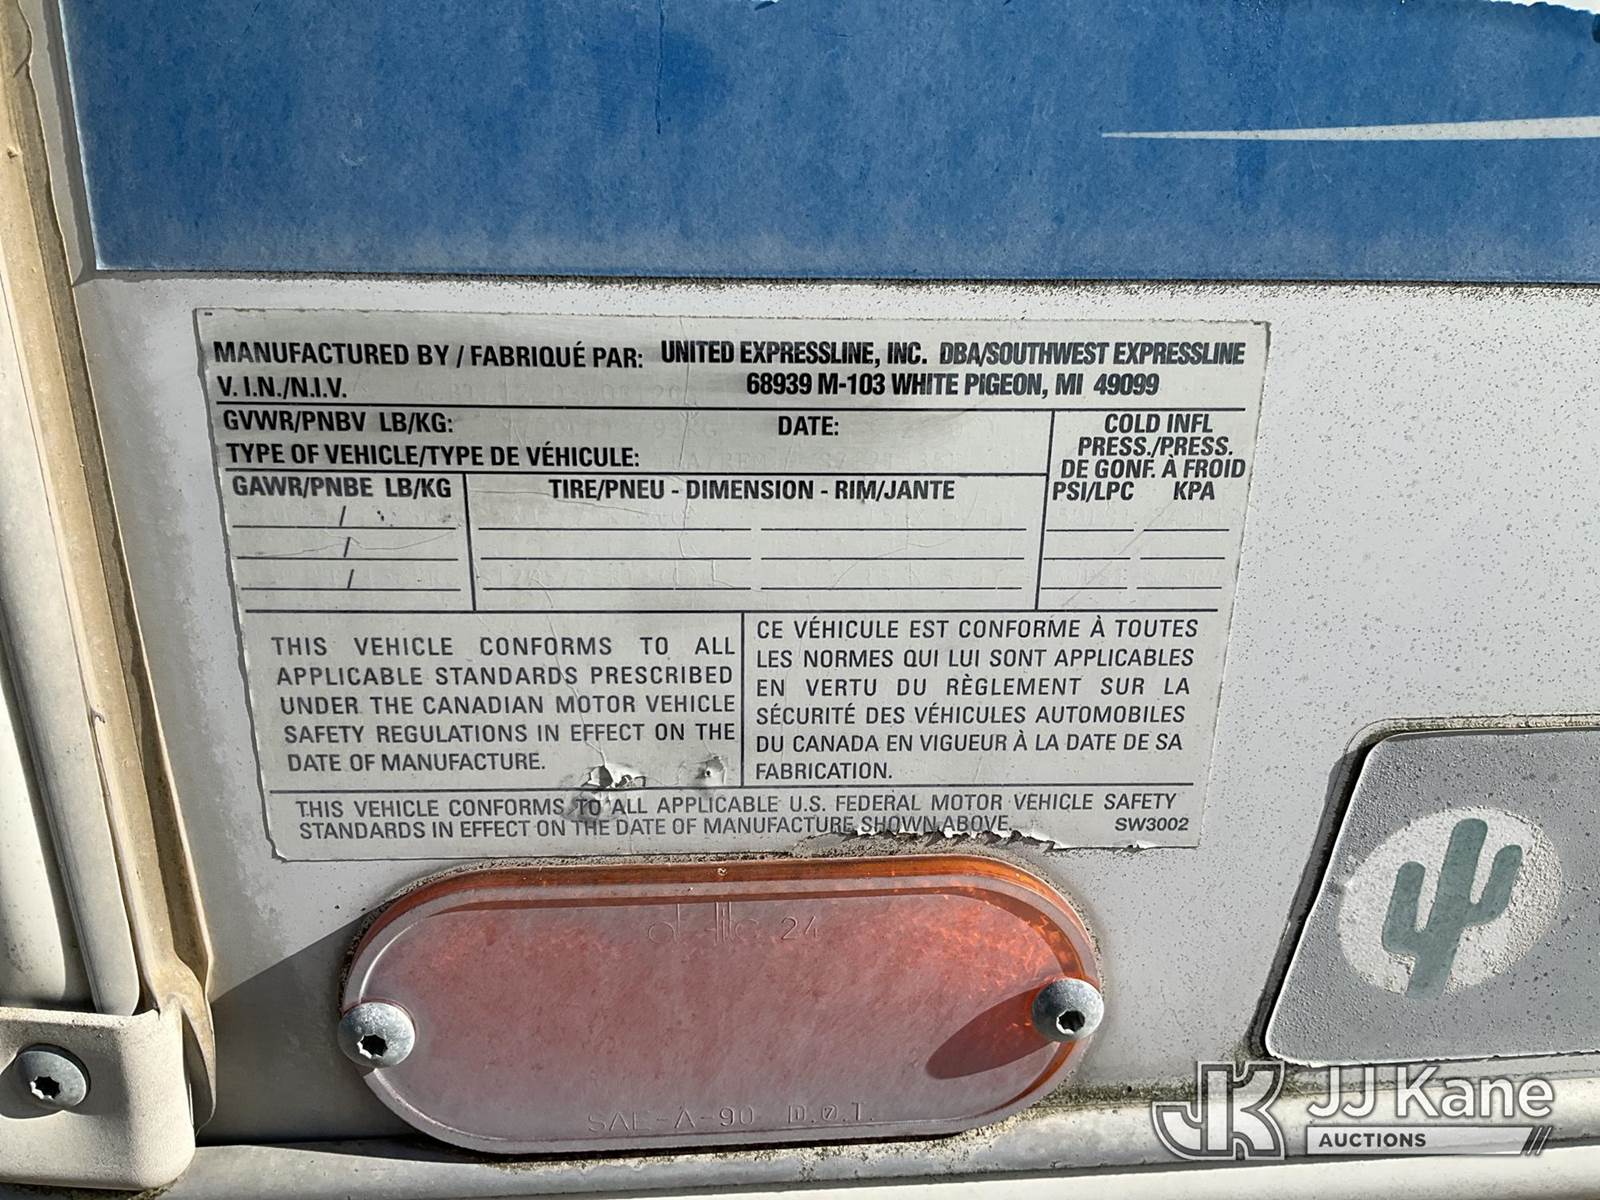 MANUFACTURED BY / FABRIQUÉ PAR: UNITED EXPRESSLINE, INC. DBA/SOUTHWEST EXPRESSLINE
V.I.N./N.I.V. 68939 M-103 WHITE PIGEON, MI 49099
GVWR/PNBV LB/KG: DATE:
TYPE OF VEHICLE/TYPE DE VÉHICULE:
COLD INFL
PRESS./PRESS.
DE GONF. À FROID
GAWR/PNBE LB/KG TIRE/PNEU - DIMENSION - RIM/JANTE PSI/LPC KPA
/
/
/
THIS VEHICLE CONFORMS TO ALL
APPLICABLE STANDARDS PRESCRIBED
UNDER THE CANADIAN MOTOR VEHICLE
SAFETY REGULATIONS IN EFFECT ON THE
DATE OF MANUFACTURE.
CE VÉHICULE EST CONFORME À TOUTES
LES NORMES QUI LUI SONT APPLICABLES
EN VERTU DU RÈGLEMENT SUR LA
SÉCURITÉ DES VÉHICULES AUTOMOBILES
DU CANADA EN VIGUEUR À LA DATE DE SA
FABRICATION.
THIS VEHICLE CONFORMS TO ALL APPLICABLE U.S. FEDERAL MOTOR VEHICLE SAFETY
STANDARDS IN EFFECT ON THE DATE OF MANUFACTURE SHOWN ABOVE. SW3002
24
SAE-A-90 D.O.T.
JK JJ Kane
AUCTIONS